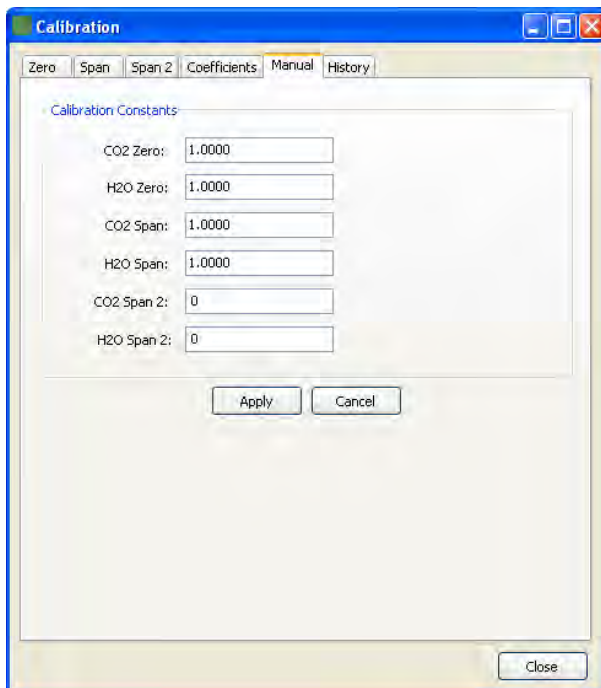 Calibration
Zero Span Span 2 Coefficients Manual History
Calibration Constants
CO2 Zero: 1.0000
H2O Zero: 1.0000
CO2 Span: 1.0000
H2O Span: 1.0000
CO2 Span 2: 0
H2O Span 2: 0
Apply Cancel
Close